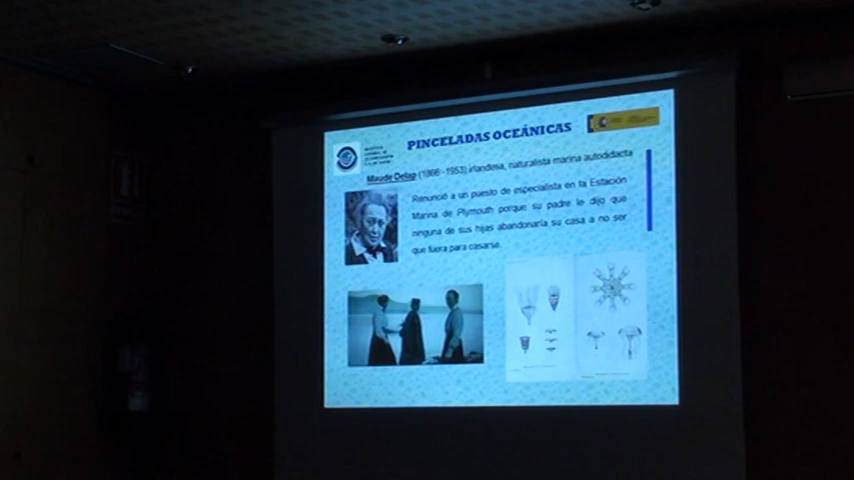 PINCELADAS OCEÁNICAS
Maude Delap (1866 - 1953) irlandesa, naturalista marina autodidacta
Renunció a un puesto de especialista en la Estación
Marina de Plymouth porque su padre le dijo que
ninguna de sus hijas abandonaría su casa a no ser
que fuera para casarse.